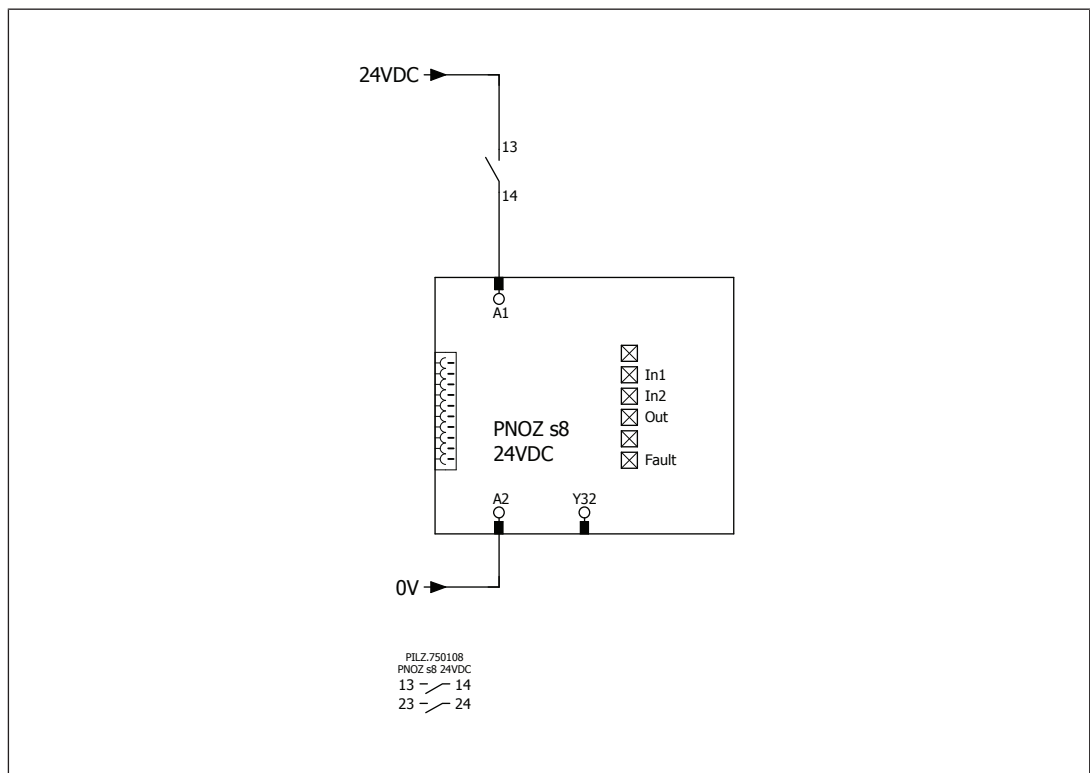 24VDC
13
14
A1
In1
In2
Out
PNOZ s8
24VDC
Fault
A2
Y32
0V
PILZ.750108
PNOZ s8 24VDC
13 14
23 24